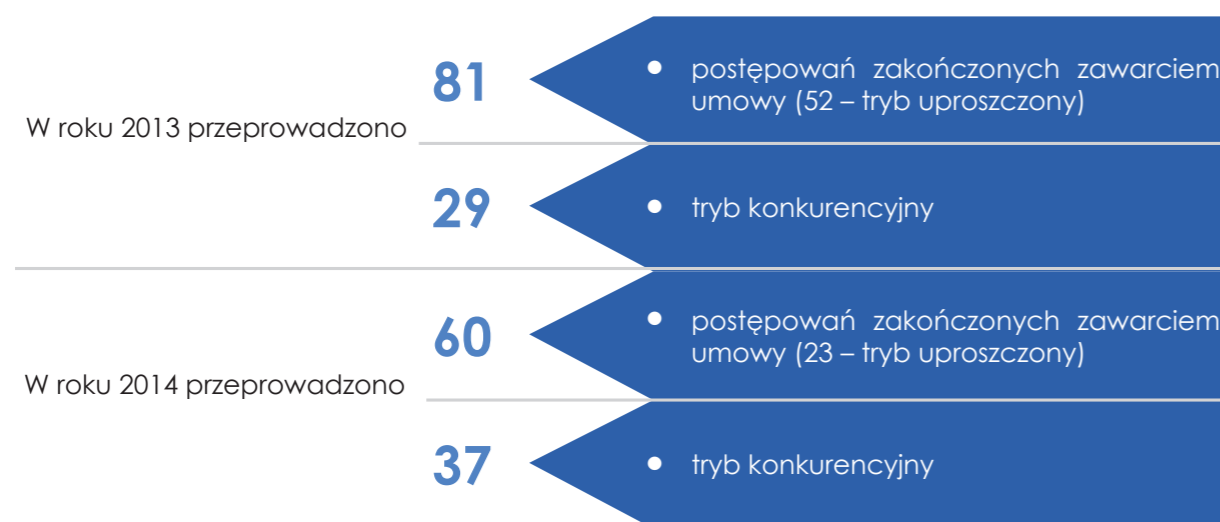 W roku 2013 przeprowadzono
81
postępowań zakończonych zawarciem
umowy (52 – tryb uproszczony)
29
tryb konkurencyjny
W roku 2014 przeprowadzono
60
postępowań zakończonych zawarciem
umowy (23 – tryb uproszczony)
37
tryb konkurencyjny